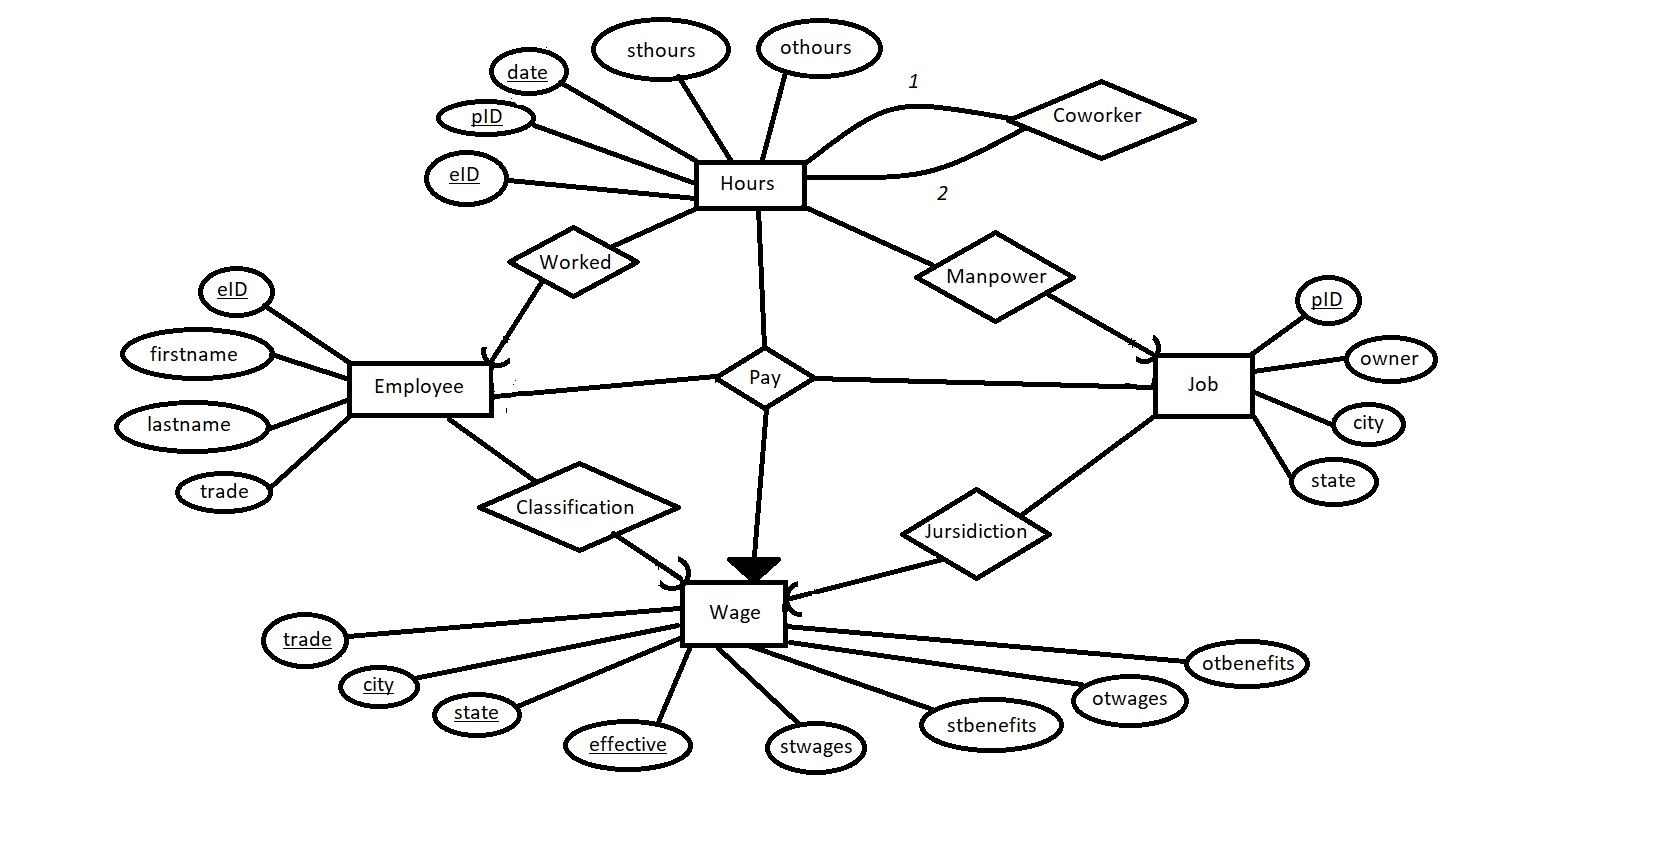 sthours
othours
date
1
Coworker
pID
eID
Hours
2
Worked
Manpower
eID
pID
firstname
owner
Employee
Pay
Job
lastname
city
trade
state
Classification
Jursidiction
Wage
trade
otbenefits
city
otwages
state
stbenefits
effective
stwages